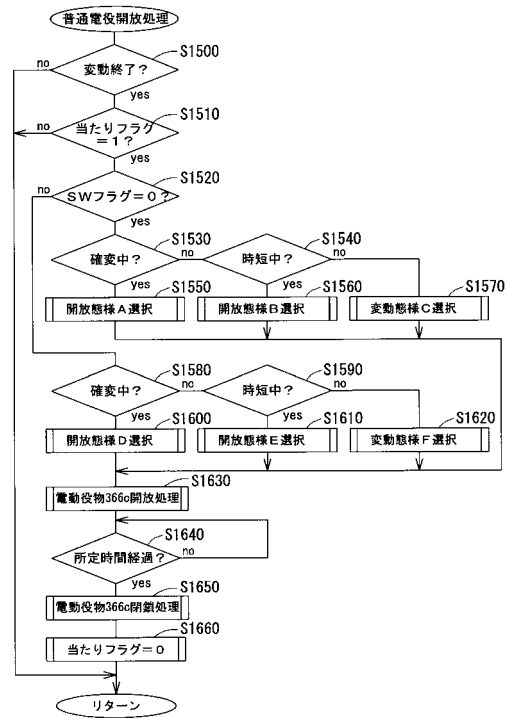 普通電役開放処理
S1500
変動終了?
no
yes
S1510
当たりフラグ
=1?
no
yes
S1520
SWフラグ=0?
no
yes
S1530
確変中?
no
yes
S1540
時短中?
no
yes
S1550
開放態様A選択
S1560
開放態様B選択
S1570
変動態様C選択
S1580
確変中?
no
yes
S1590
時短中?
no
yes
S1600
開放態様D選択
S1610
開放態様E選択
S1620
変動態様F選択
S1630
電動役物366c開放処理
S1640
所定時間経過?
no
yes
S1650
電動役物366c閉鎖処理
S1660
当たりフラグ=0
リターン